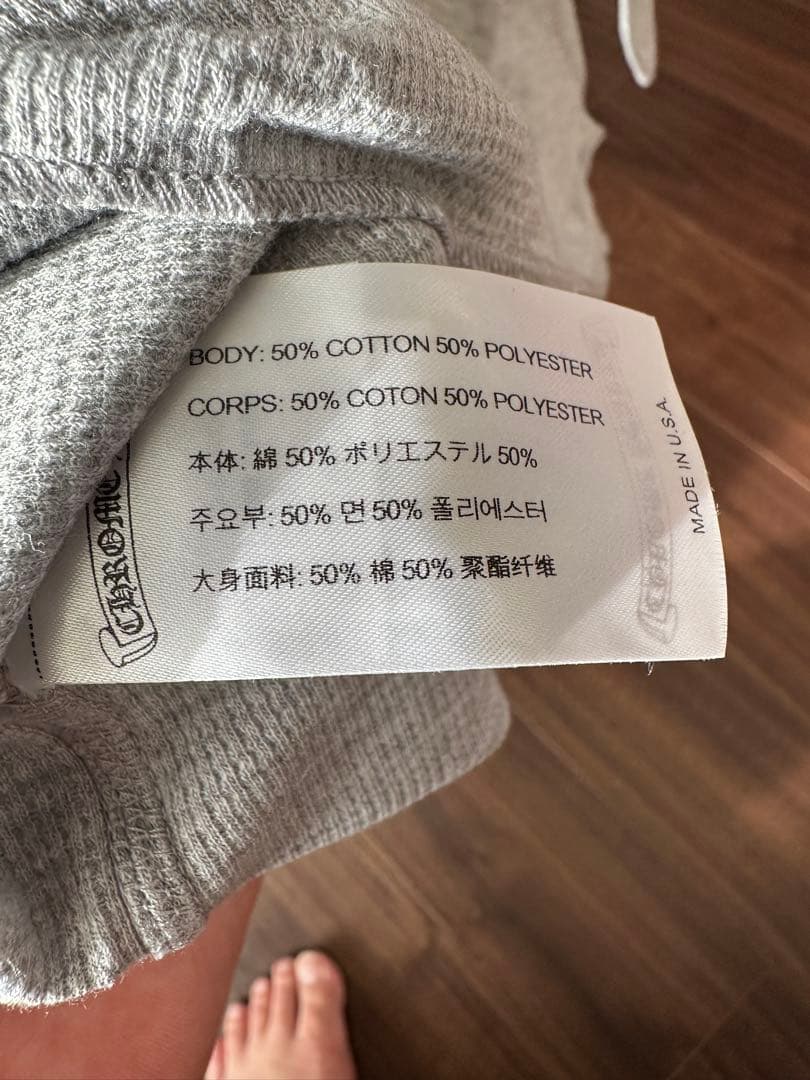 BODY: 50% COTTON 50% POLYESTER
CORPS: 50% COTON 50% POLYESTER
本体: 綿 50% ポリエステル 50%
주요부: 50% 면 50% 폴리에스터
大身面料: 50% 棉 50% 聚酯纤维
MADE IN U.S.A.
CHROME